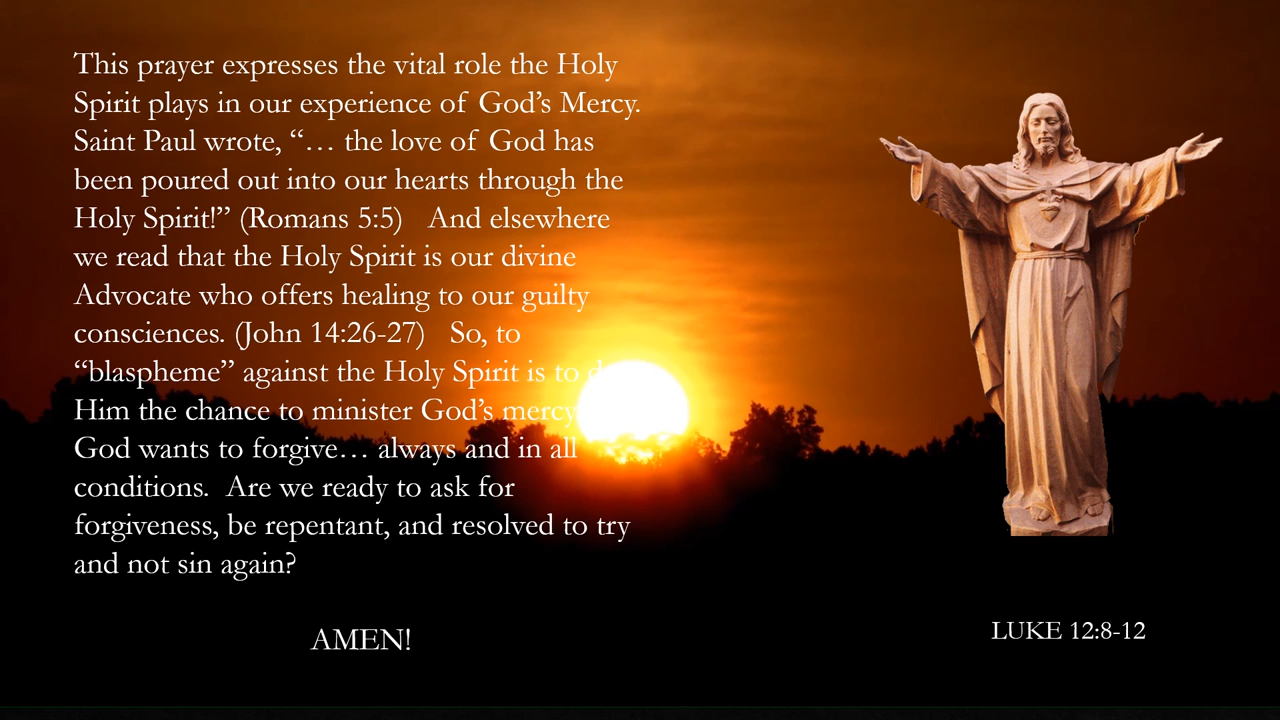 This prayer expresses the vital role the Holy
Spirit plays in our experience of God's Mercy.
Saint Paul wrote, “… the love of God has
been poured out into our hearts through the
Holy Spirit!” (Romans 5:5) And elsewhere
we read that the Holy Spirit is our divine
Advocate who offers healing to our guilty
consciences. (John 14:26-27) So, to
“blaspheme” against the Holy Spirit is to
Him the chance to minister God's mercy
God wants to forgive… always and in all
conditions. Are we ready to ask for
forgiveness, be repentant, and resolved to try
and not sin again?
AMEN!
LUKE 12:8-12